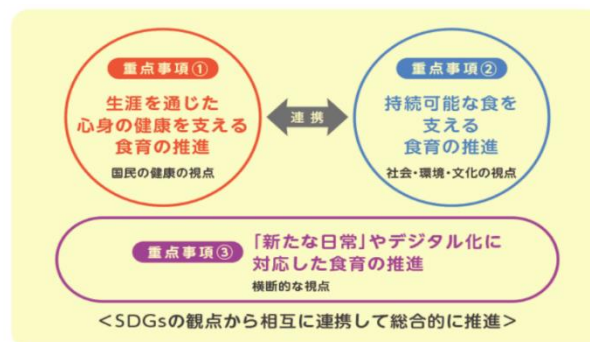 重点事項①
生涯を通じた
心身の健康を支える
食育の推進
国民の健康の視点
連携
重点事項②
持続可能な食を
支える
食育の推進
社会・環境・文化の視点
重点事項③
「新たな日常」やデジタル化に
対応した食育の推進
横断的な視点
<SDGsの観点から相互に連携して総合的に推進>